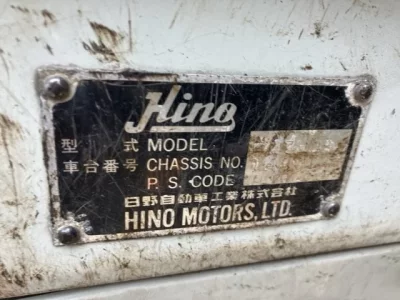 Hino
型 式 MODEL
車台番号 CHASSIS NO.
P. S. CODE
日野自動車工業株式会社
HINO MOTORS, LTD.